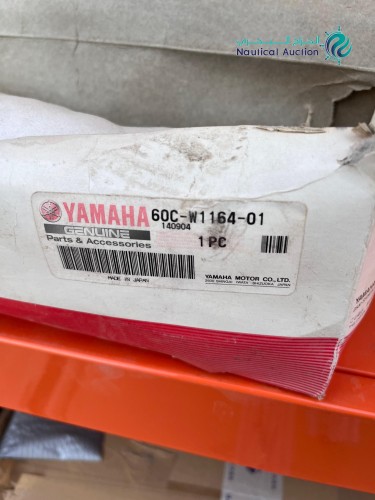 Nautical Auction
YAMAHA 60C-W1164-01
140904
GENUINE
Parts & Accessories
1 PC
MADE IN JAPAN
YAMAHA MOTOR CO., LTD.